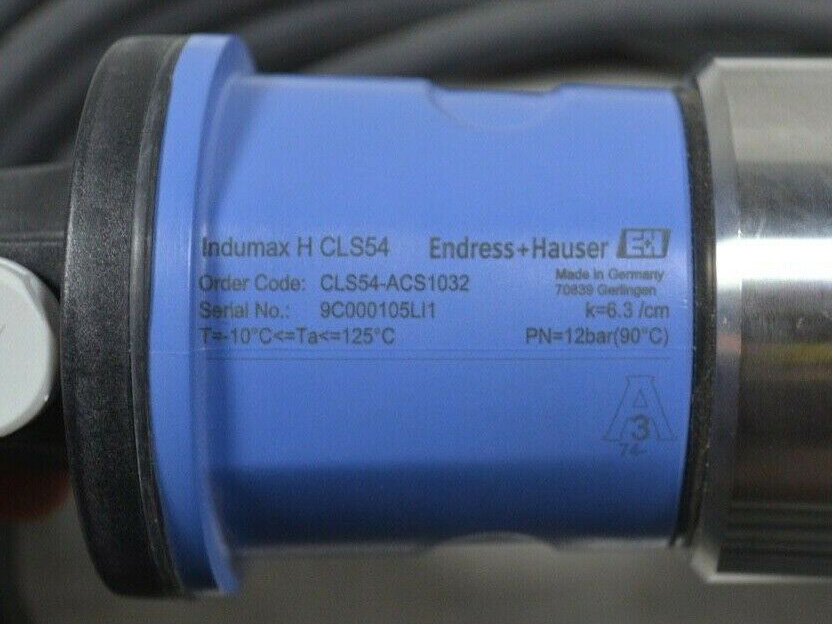 Indumax H CLS54 Endress+Hauser E+H
Order Code: CLS54-ACS1032 Made in Germany
70839 Gerlingen
Serial No.: 9C000105LI1 k=6.3 /cm
T=-10°C<=Ta<=125°C PN=12bar(90°C)
A
3
74-